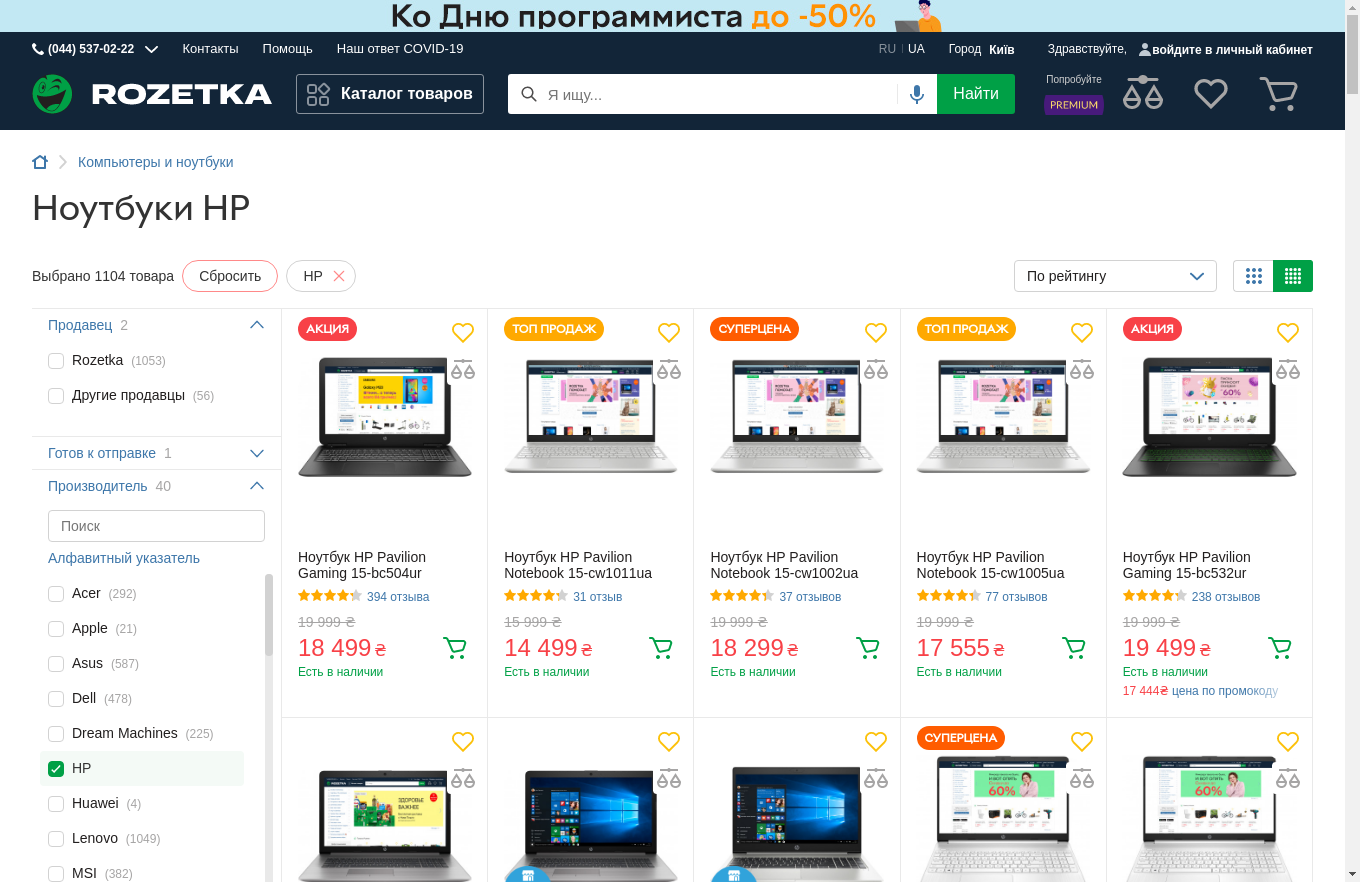 Ко Дню программиста до -50%
(044) 537-02-22 Контакты Помощь Наш ответ COVID-19 RU UA Город Київ Здравствуйте, войдите в личный кабинет
ROZETKA Каталог товаров Я ищу... Найти Попробуйте
PREMIUM
Компьютеры и ноутбуки
Ноутбуки HP
Выбрано 1104 товара Сбросить HP По рейтингу
Продавец 2
Rozetka (1053)
Другие продавцы (56)
Готов к отправке 1
Производитель 40
Поиск
Алфавитный указатель
Acer (292)
Apple (21)
Asus (587)
Dell (478)
Dream Machines (225)
HP
Huawei (4)
Lenovo (1049)
MSI (382)
АКЦИЯ
Ноутбук HP Pavilion
Gaming 15-bc504ur
394 отзыва
19 999 ₴
18 499 ₴
Есть в наличии
ТОП ПРОДАЖ
Ноутбук HP Pavilion
Notebook 15-cw1011ua
31 отзыв
15 999 ₴
14 499 ₴
Есть в наличии
СУПЕРЦЕНА
Ноутбук HP Pavilion
Notebook 15-cw1002ua
37 отзывов
19 999 ₴
18 299 ₴
Есть в наличии
ТОП ПРОДАЖ
Ноутбук HP Pavilion
Notebook 15-cw1005ua
77 отзывов
19 999 ₴
17 555 ₴
Есть в наличии
АКЦИЯ
Ноутбук HP Pavilion
Gaming 15-bc532ur
238 отзывов
19 999 ₴
19 499 ₴
Есть в наличии
17 444₴ цена по промокоду
ЗДОРОВЬЕ
ВАЖНЕЕ
СУПЕРЦЕНА
60%
60%